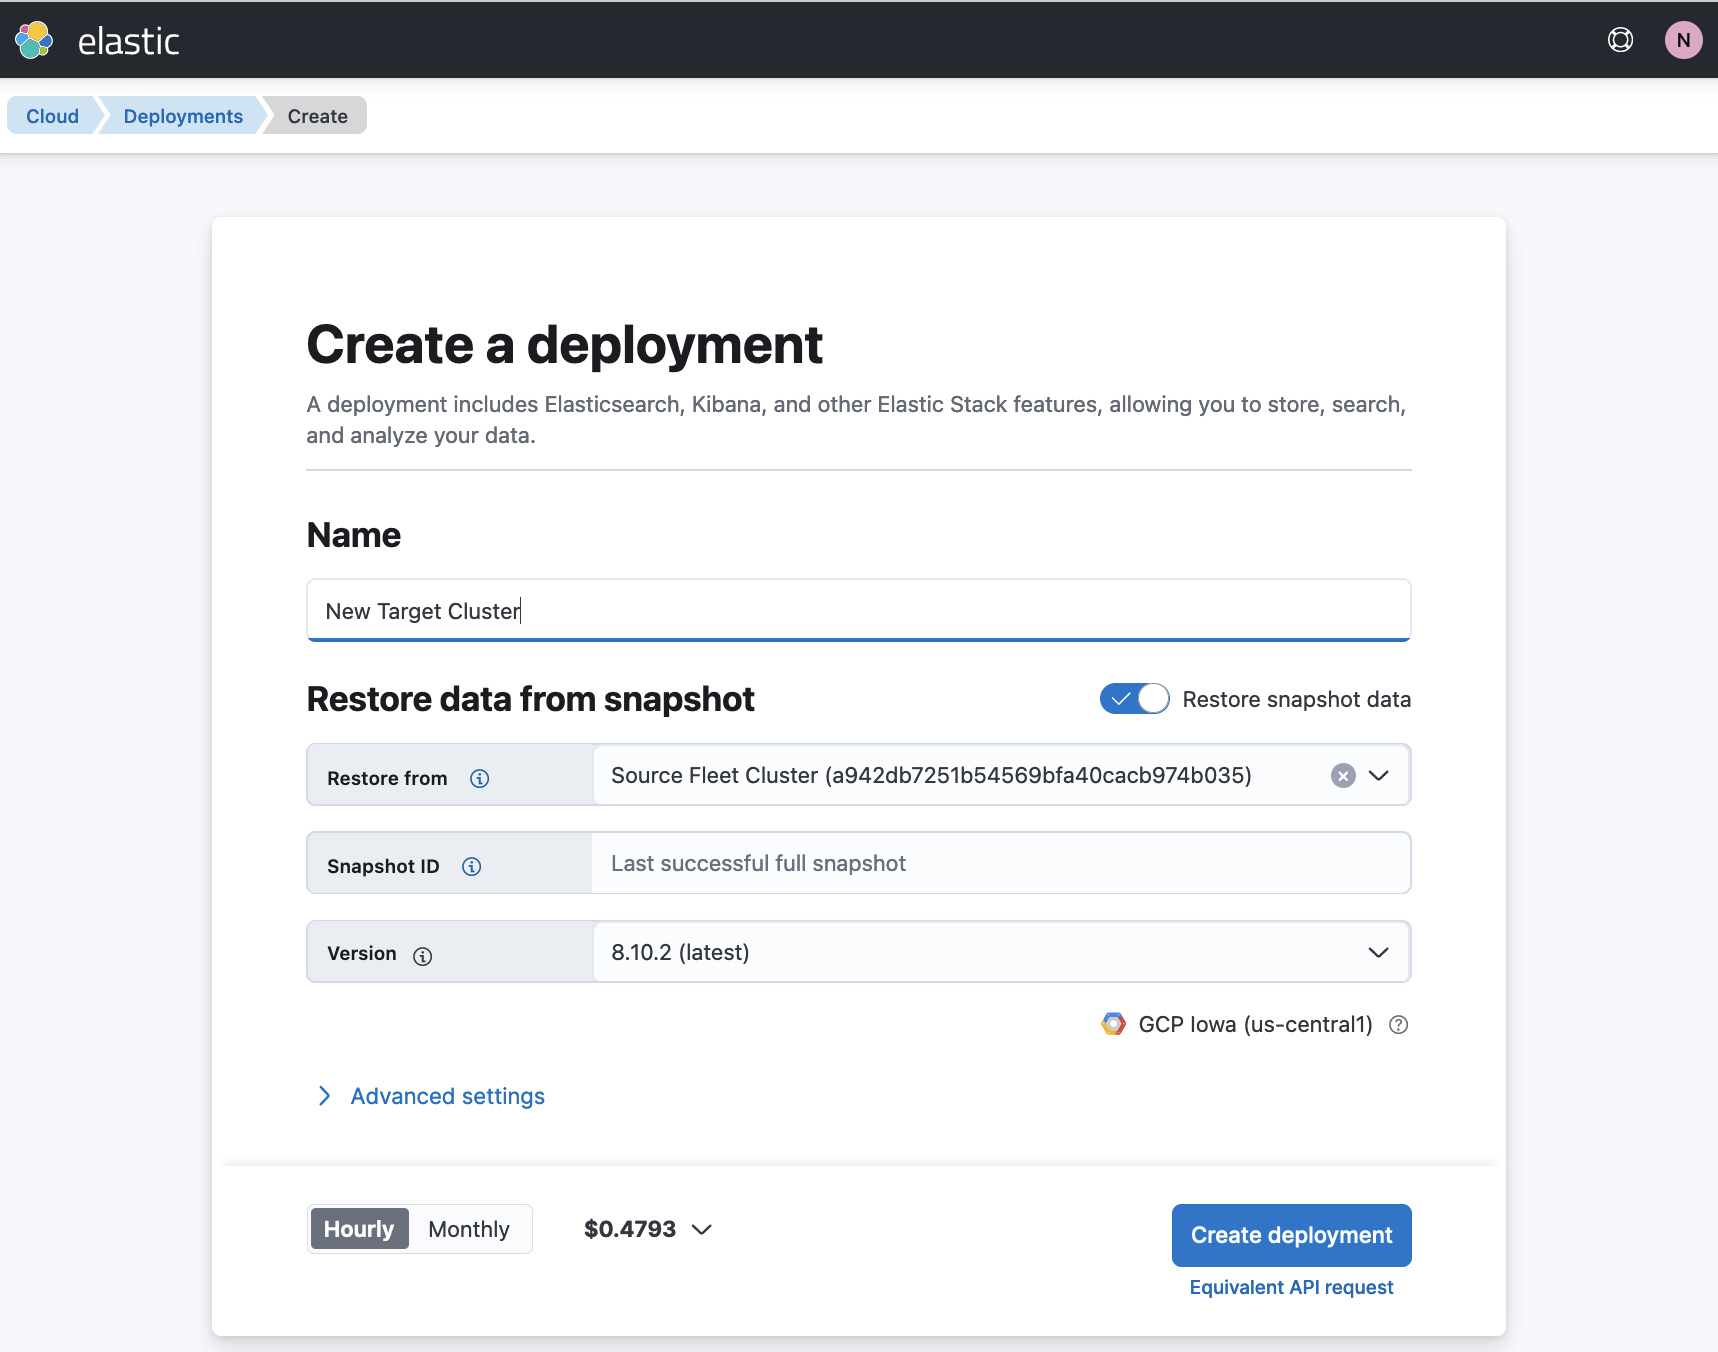 elastic
N
Cloud
Deployments
Create
Create a deployment
A deployment includes Elasticsearch, Kibana, and other Elastic Stack features, allowing you to store, search,
and analyze your data.
Name
New Target Cluster
Restore data from snapshot
Restore snapshot data
Restore from
Source Fleet Cluster (a942db7251b54569bfa40cacb974b035)
Snapshot ID
Last successful full snapshot
Version
8.10.2 (latest)
GCP Iowa (us-central1)
Advanced settings
Hourly
Monthly
$0.4793
Create deployment
Equivalent API request